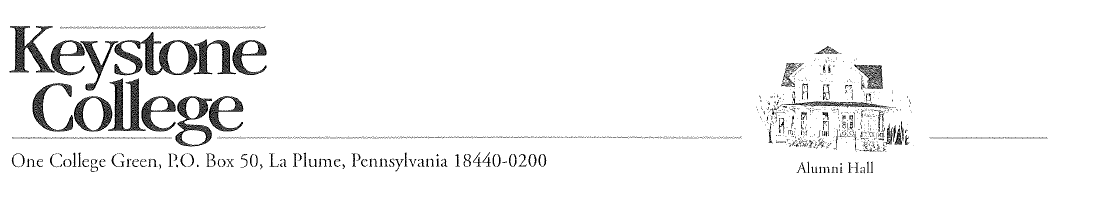 Keystone
College
One College Green, P.O. Box 50, La Plume, Pennsylvania 18440-0200
Alumni Hall